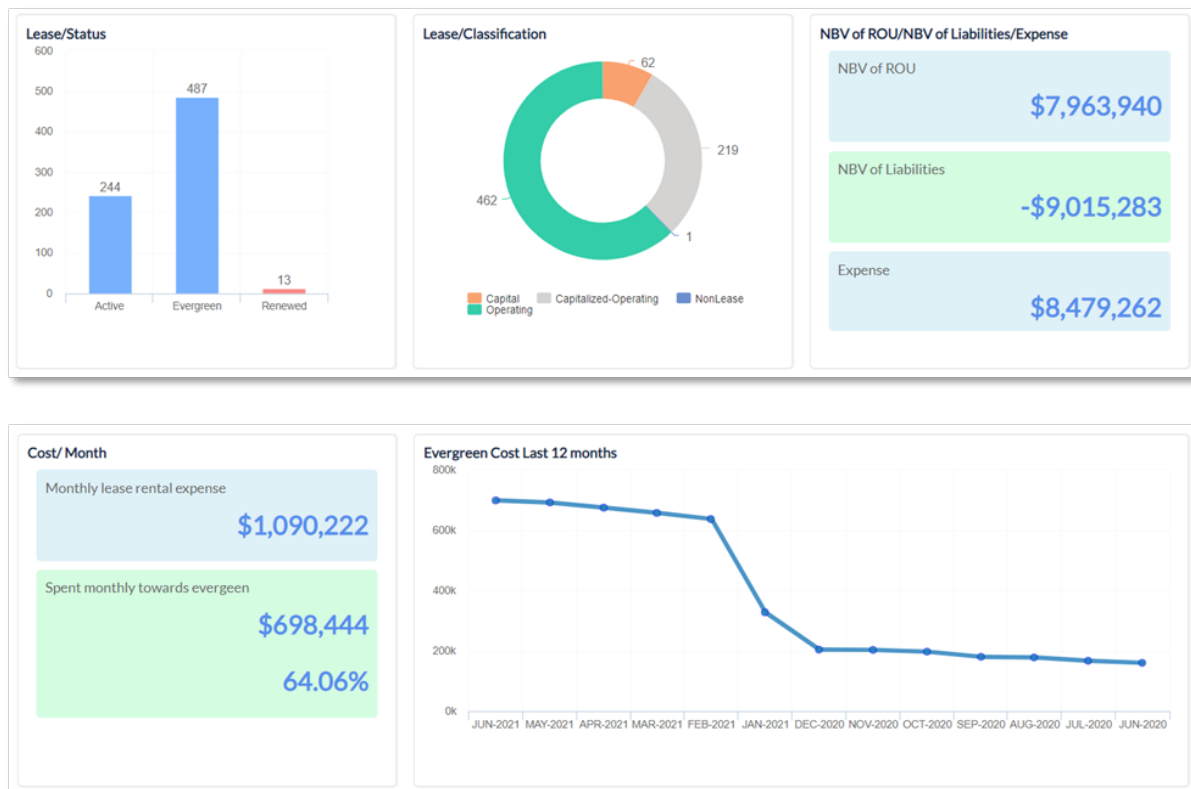 Lease/Status
600
500
400
300
200
100
0
244
487
13
Active Evergreen Renewed
Lease/Classification
62
219
462
1
Capital Capitalized-Operating NonLease
Operating
NBV of ROU/NBV of Liabilities/Expense
NBV of ROU
$7,963,940
NBV of Liabilities
-$9,015,283
Expense
$8,479,262
Cost/ Month
Monthly lease rental expense
$1,090,222
Spent monthly towards evergeen
$698,444
64.06%
Evergreen Cost Last 12 months
800k
600k
400k
200k
0k
JUN-2021 MAY-2021 APR-2021 MAR-2021 FEB-2021 JAN-2021 DEC-2020 NOV-2020 OCT-2020 SEP-2020 AUG-2020 JUL-2020 JUN-2020